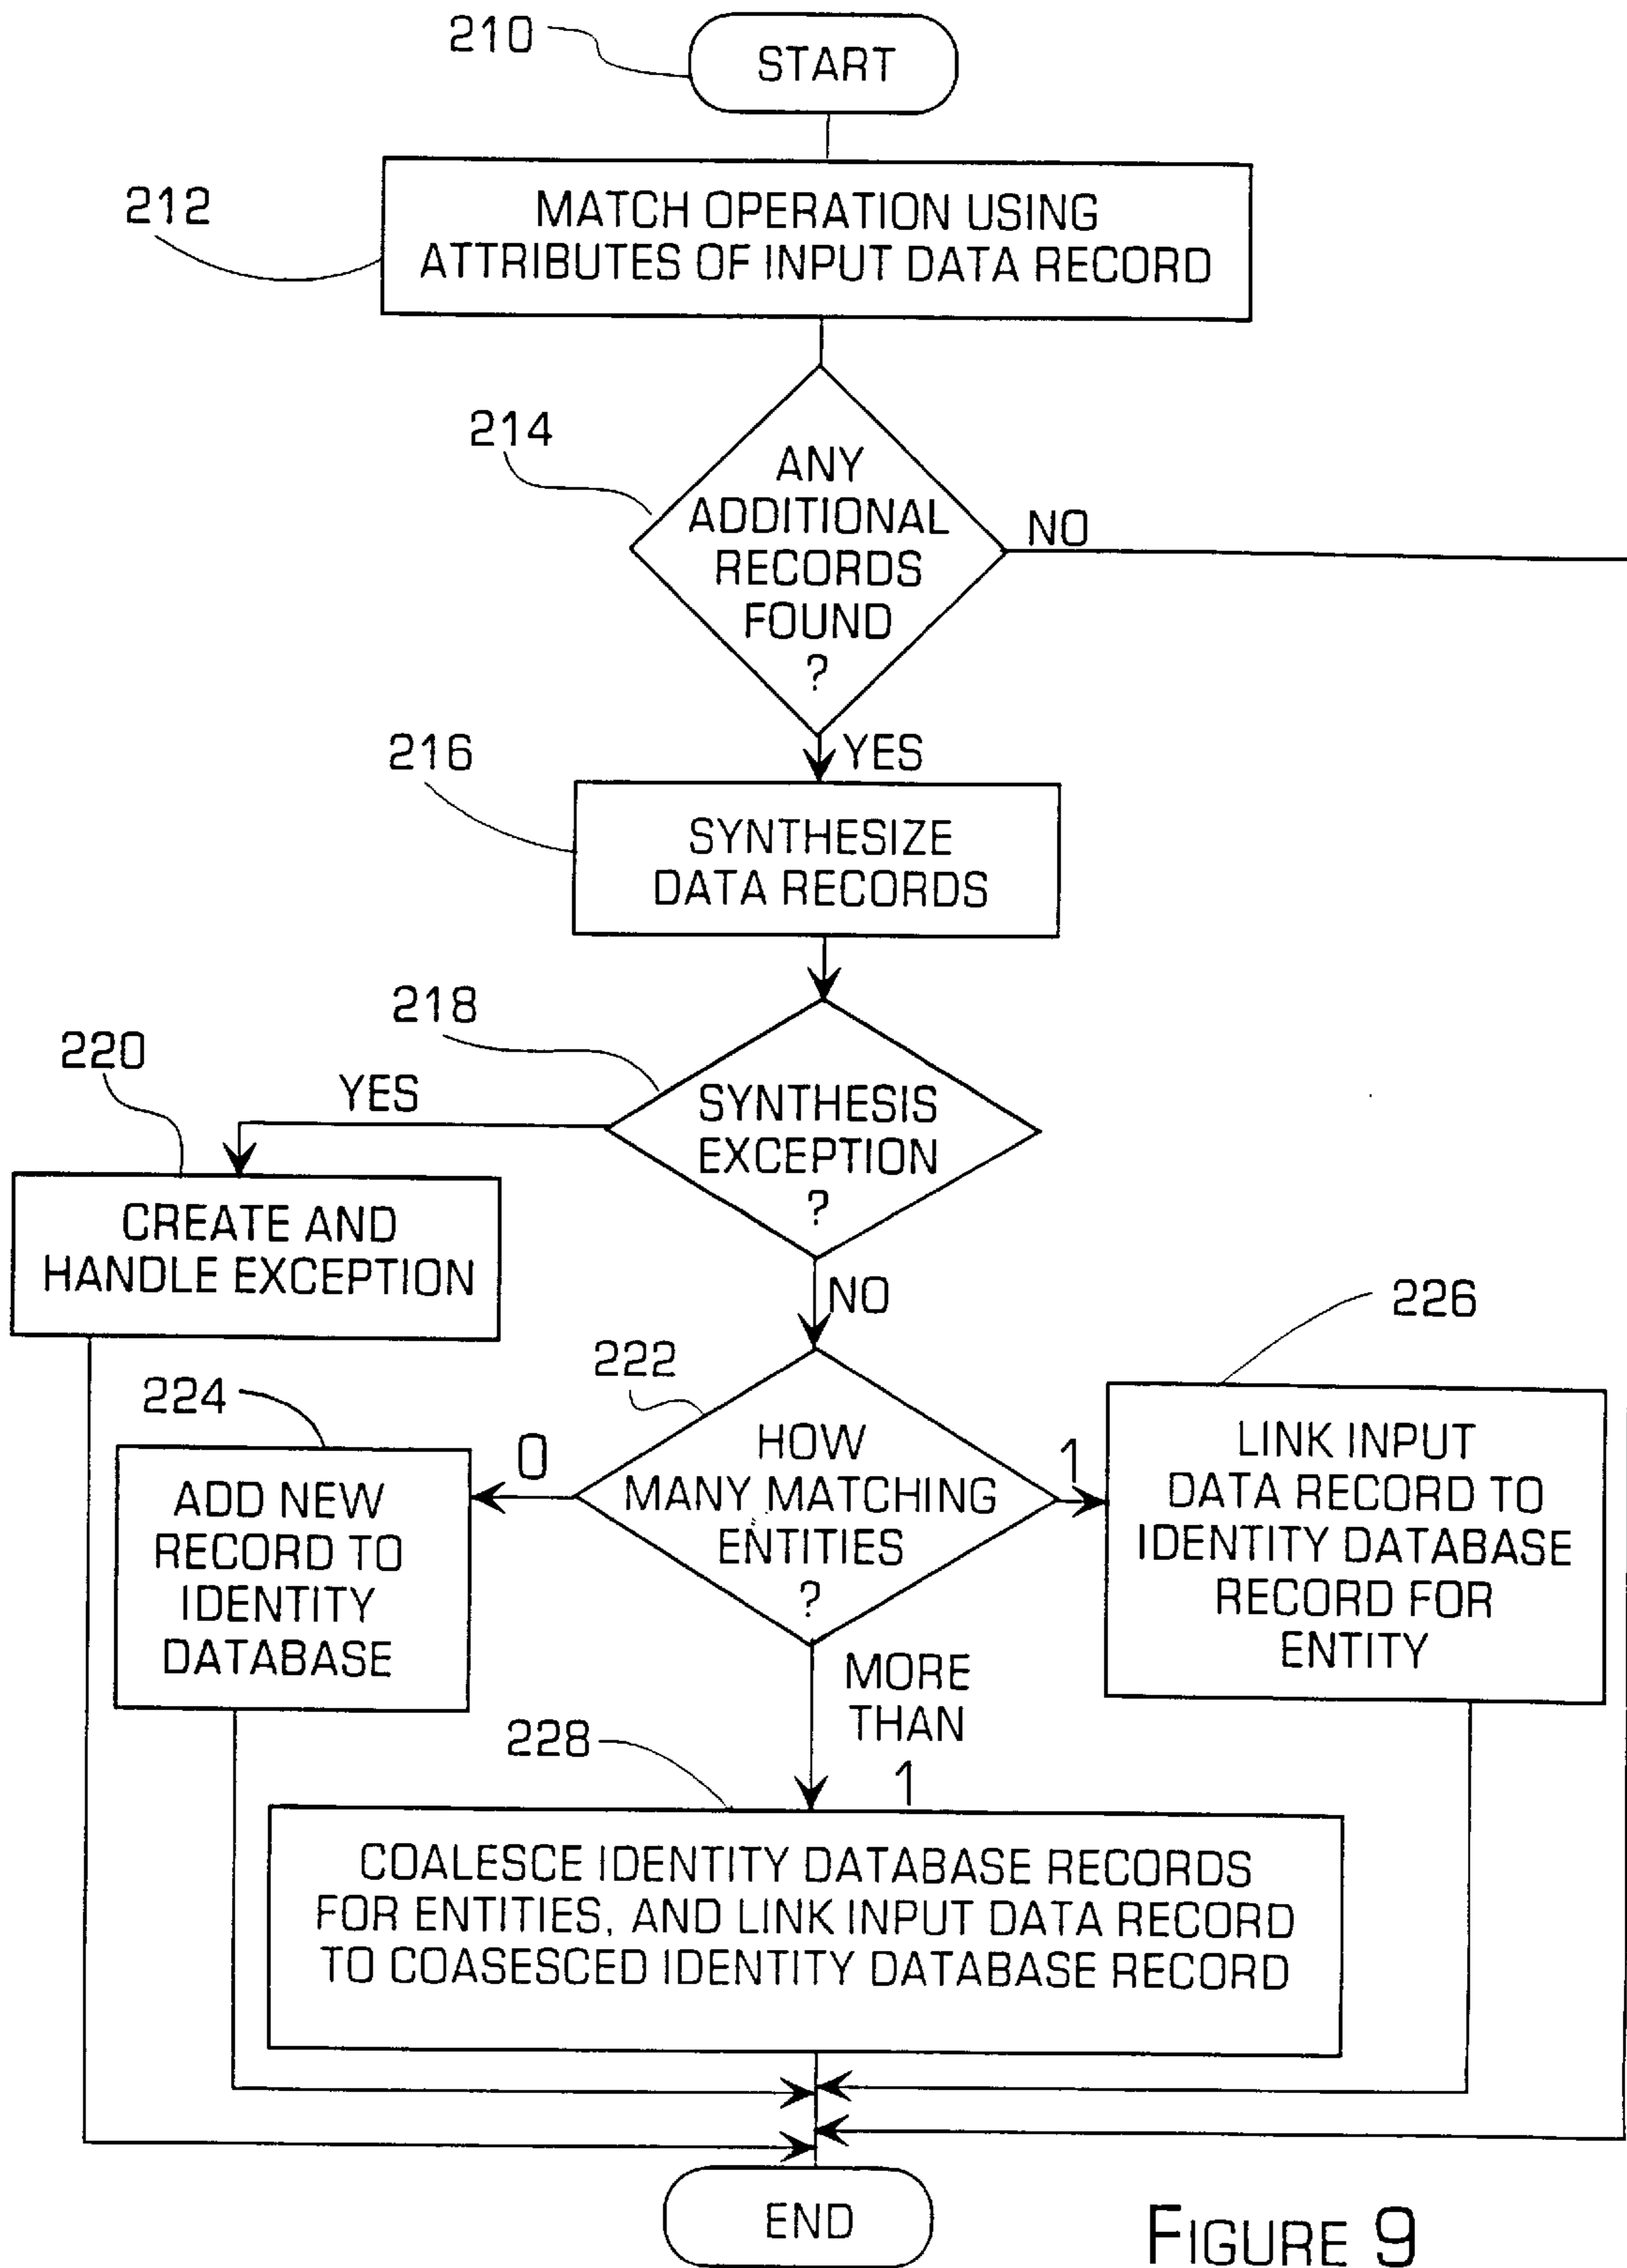 210
START
212
MATCH OPERATION USING
ATTRIBUTES OF INPUT DATA RECORD
214
ANY
ADDITIONAL
RECORDS
FOUND
?
NO
YES
216
SYNTHESIZE
DATA RECORDS
218
SYNTHESIS
EXCEPTION
?
YES
220
CREATE AND
HANDLE EXCEPTION
NO
222
HOW
MANY MATCHING
ENTITIES
?
0
224
ADD NEW
RECORD TO
IDENTITY
DATABASE
1
226
LINK INPUT
DATA RECORD TO
IDENTITY DATABASE
RECORD FOR
ENTITY
MORE
THAN
1
228
COALESCE IDENTITY DATABASE RECORDS
FOR ENTITIES, AND LINK INPUT DATA RECORD
TO COASESCED IDENTITY DATABASE RECORD
END
FIGURE 9